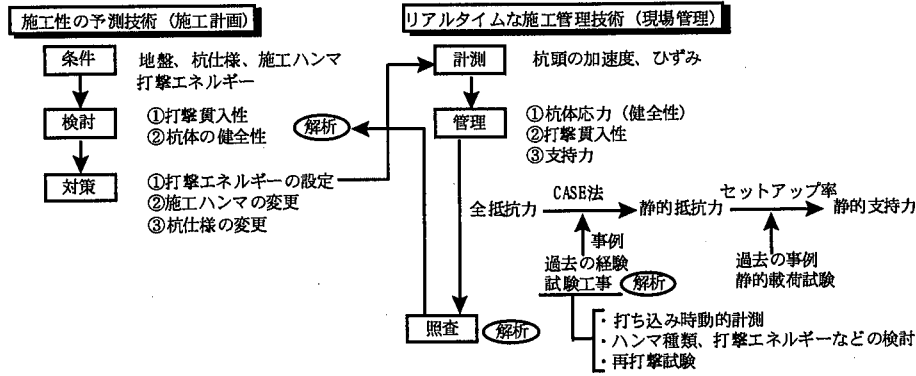 施工性の予測技術（施工計画）
条件
地盤、杭仕様、施工ハンマ
打撃エネルギー
検討
①打撃貫入性
②杭体の健全性
解析
対策
①打撃エネルギーの設定
②施工ハンマの変更
③杭仕様の変更
リアルタイムな施工管理技術（現場管理）
計測
杭頭の加速度、ひずみ
管理
①杭体応力（健全性）
②打撃貫入性
③支持力
全抵抗力
CASE法
静的抵抗力
セットアップ率
静的支持力
事例
過去の経験
試験工事
解析
過去の事例
静的載荷試験
照査
解析
・打ち込み時動的計測
・ハンマ種類、打撃エネルギーなどの検討
・再打撃試験